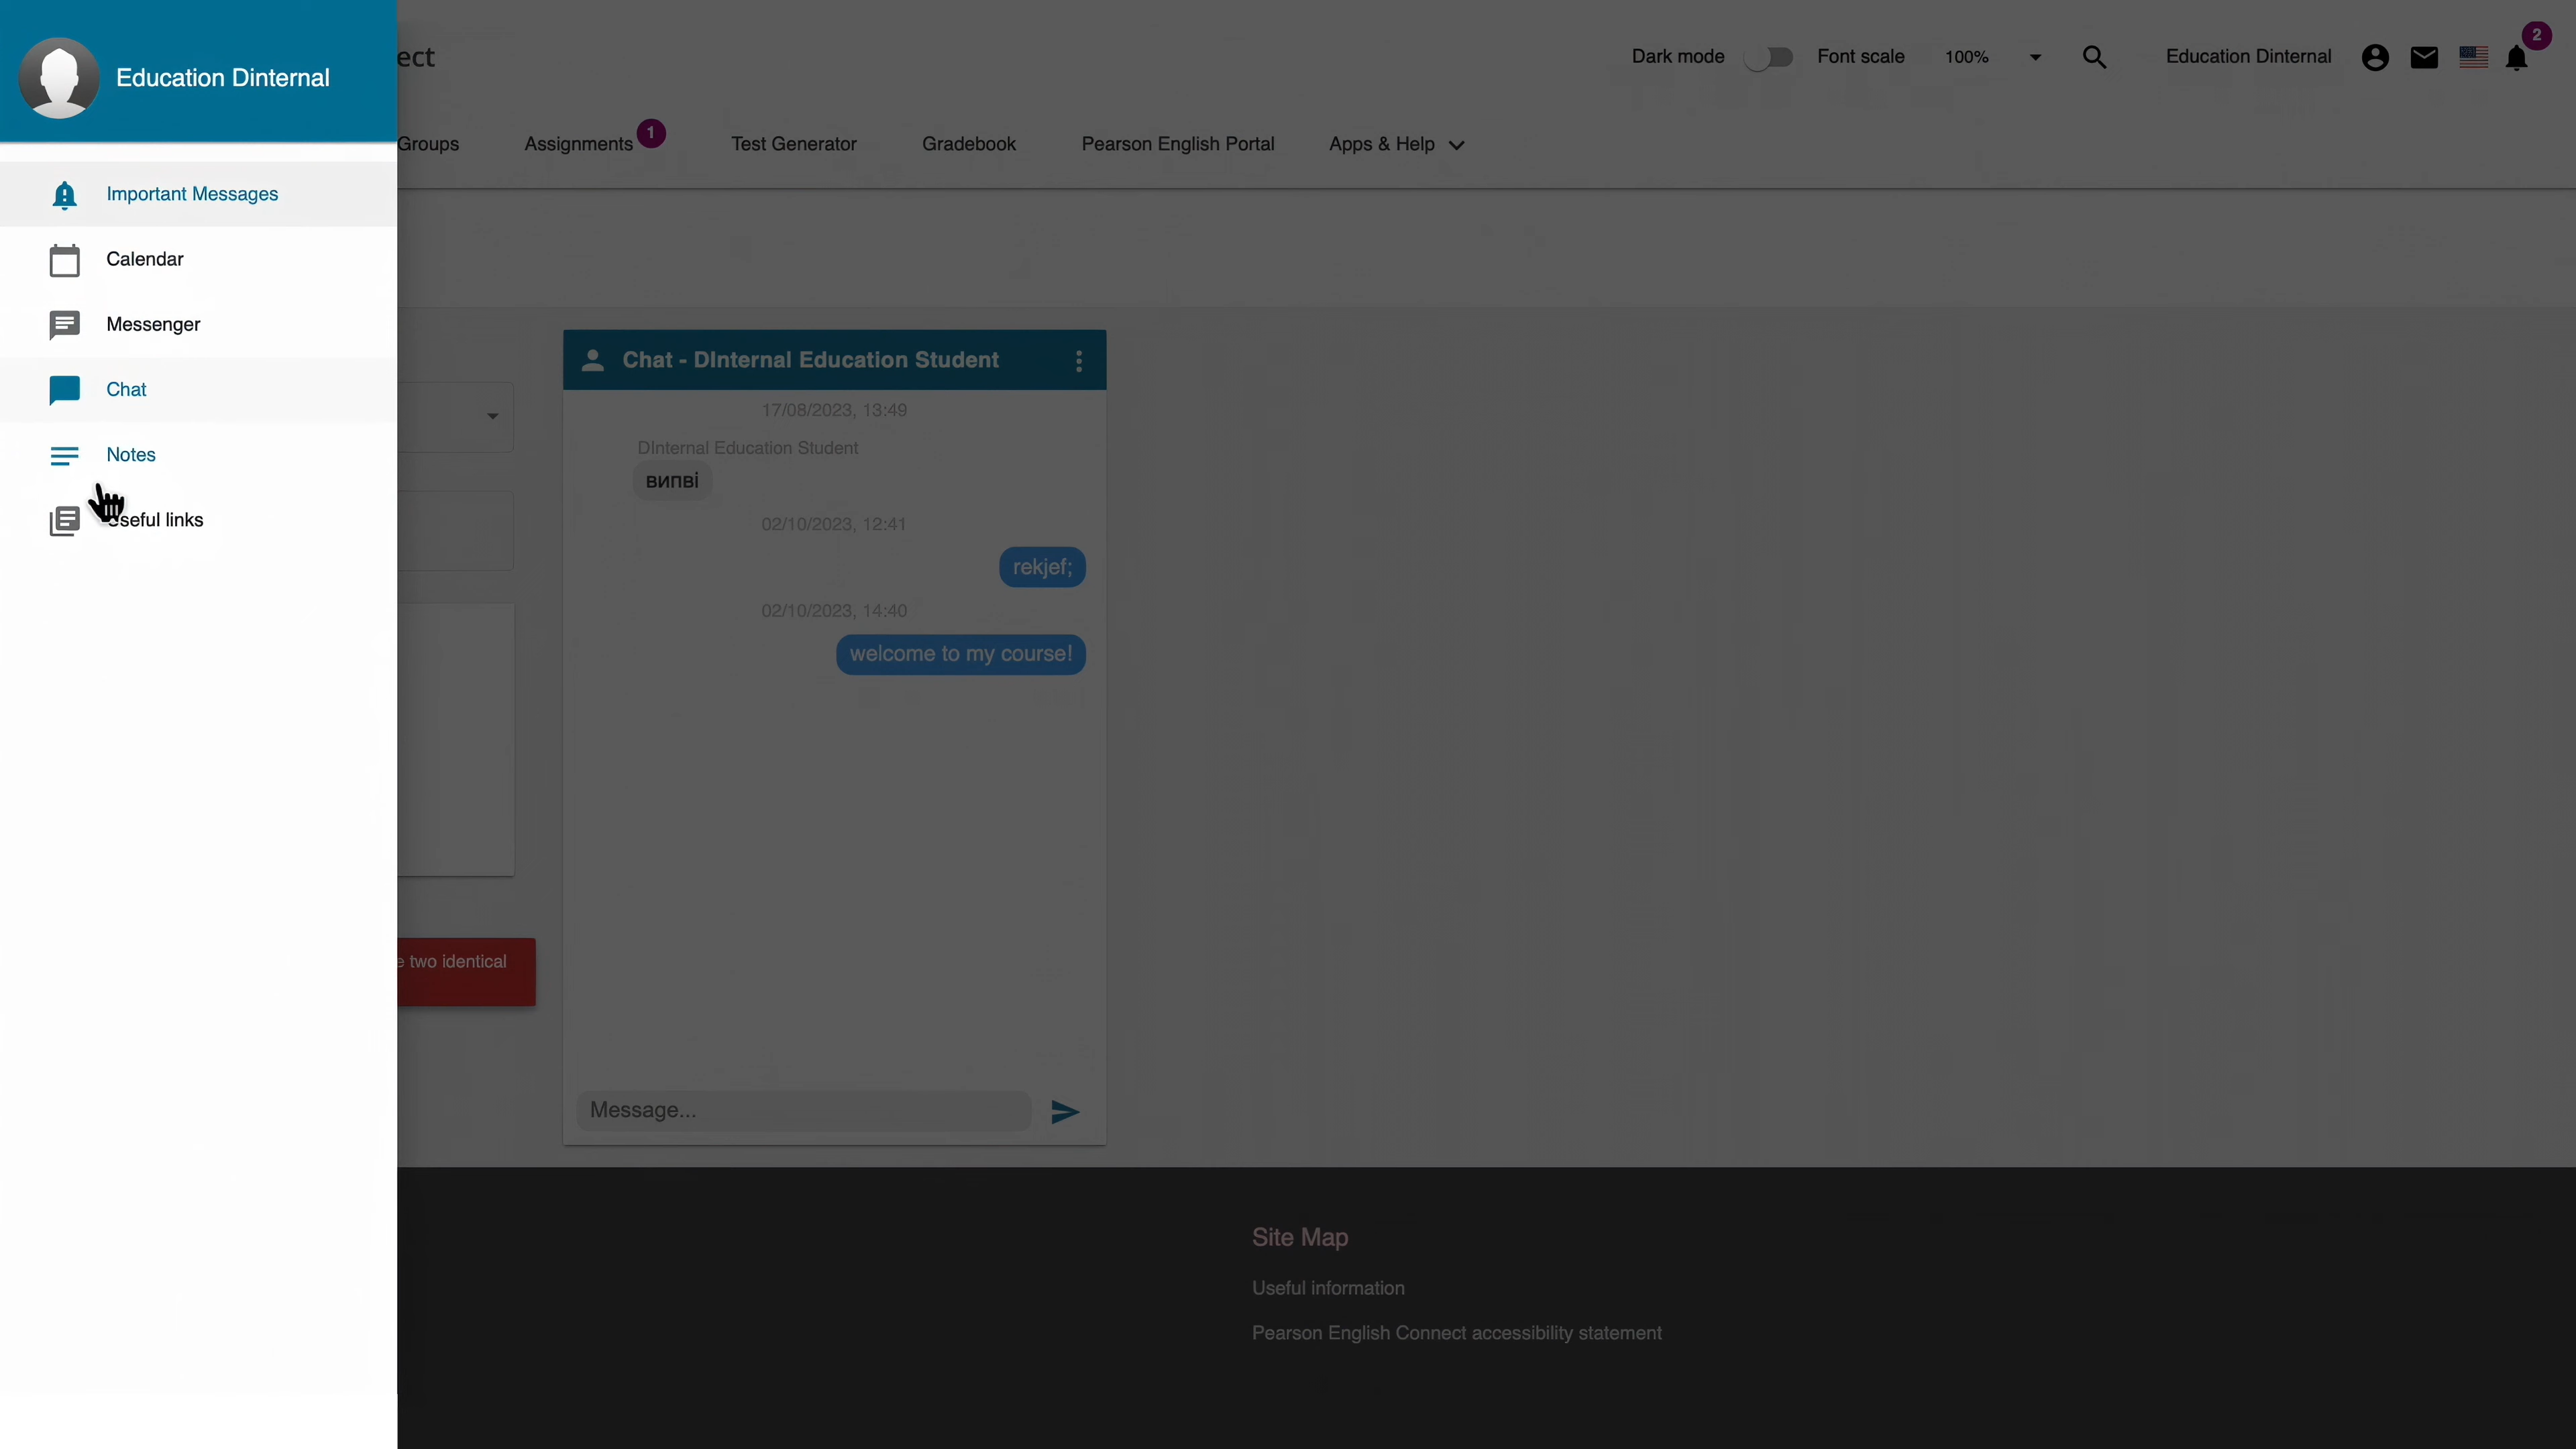 Education Dinternal
ect
Dark mode
Font scale
100%
Education Dinternal
2
Groups
Assignments
1
Test Generator
Gradebook
Pearson English Portal
Apps & Help
Important Messages
Calendar
Messenger
Chat
Notes
seful links
Chat - DInternal Education Student
17/08/2023, 13:49
DInternal Education Student
випві
02/10/2023, 12:41
rekjef;
02/10/2023, 14:40
welcome to my course!
e two identical
Message...
Site Map
Useful information
Pearson English Connect accessibility statement